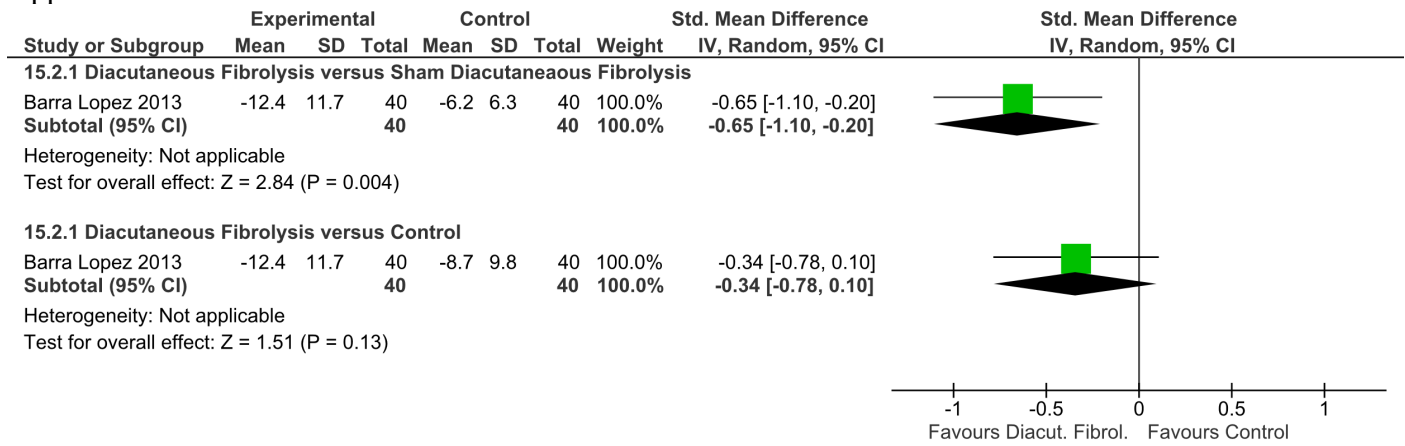 Experimental Control Std. Mean Difference Std. Mean Difference
Study or Subgroup Mean SD Total Mean SD Total Weight IV, Random, 95% CI IV, Random, 95% CI
15.2.1 Diacutaneous Fibrolysis versus Sham Diacutaneaous Fibrolysis
Barra Lopez 2013 -12.4 11.7 40 -6.2 6.3 40 100.0% -0.65 [-1.10, -0.20]
Subtotal (95% CI) 40 40 100.0% -0.65 [-1.10, -0.20]
Heterogeneity: Not applicable
Test for overall effect: Z = 2.84 (P = 0.004)
15.2.1 Diacutaneous Fibrolysis versus Control
Barra Lopez 2013 -12.4 11.7 40 -8.7 9.8 40 100.0% -0.34 [-0.78, 0.10]
Subtotal (95% CI) 40 40 100.0% -0.34 [-0.78, 0.10]
Heterogeneity: Not applicable
Test for overall effect: Z = 1.51 (P = 0.13)
-1 -0.5 0 0.5 1
Favours Diacut. Fibrol. Favours Control